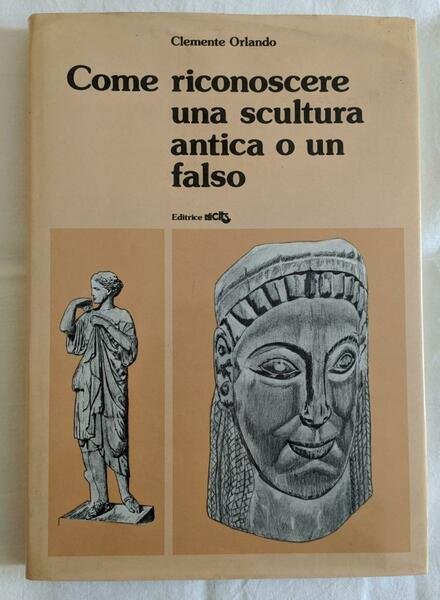 Clemente Orlando
Come riconoscere
una scultura
antica o un
falso
Editrice